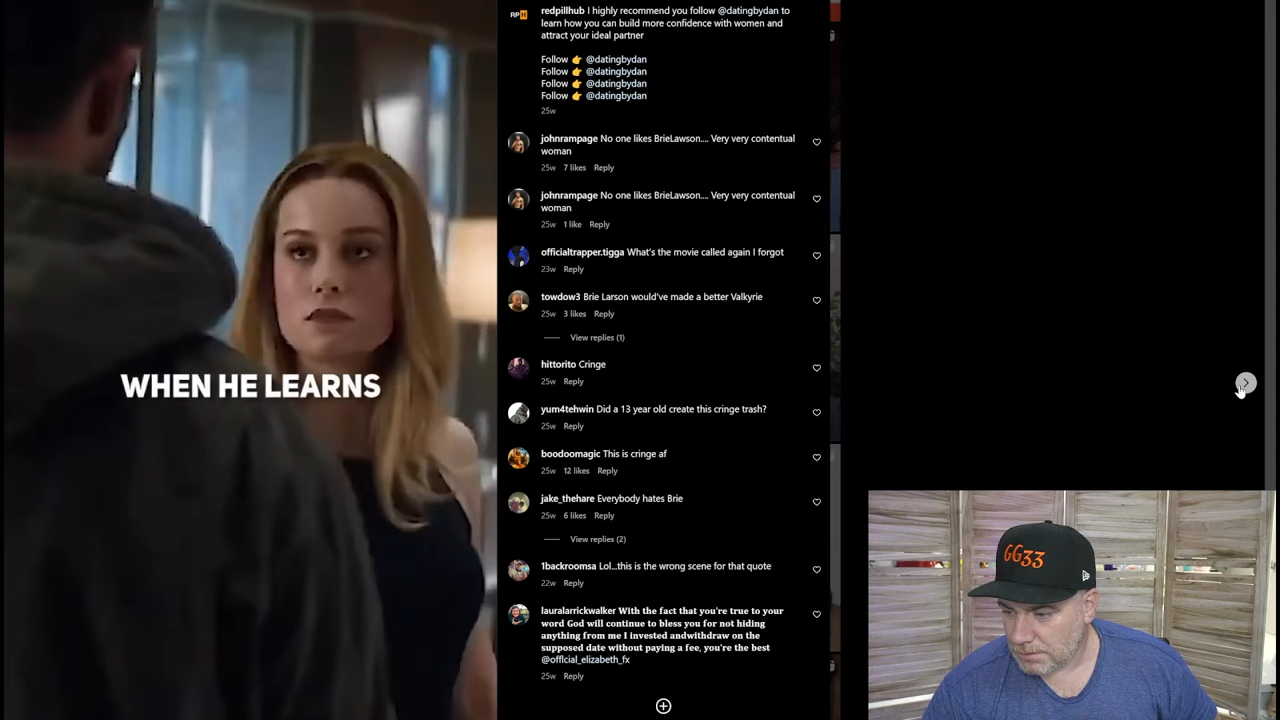 WHEN HE LEARNS
RPH
redpillhub I highly recommend you follow @datingbydan to
learn how you can build more confidence with women and
attract your ideal partner
Follow 👉 @datingbydan
Follow 👉 @datingbydan
Follow 👉 @datingbydan
Follow 👉 @datingbydan
25w
johnrampage No one likes BrieLawson.... Very very contentual
woman
25w 7 likes Reply
johnrampage No one likes BrieLawson.... Very very contentual
woman
25w 1 like Reply
officialtrapper.tigga What's the movie called again I forgot
23w Reply
towdow3 Brie Larson would've made a better Valkyrie
25w 3 likes Reply
View replies (1)
hittorito Cringe
25w Reply
yum4tehwin Did a 13 year old create this cringe trash?
25w Reply
boodoomagic This is cringe af
25w 12 likes Reply
jake_thehare Everybody hates Brie
25w 6 likes Reply
View replies (2)
1backroomsa Lol...this is the wrong scene for that quote
22w Reply
lauralarrickwalker With the fact that you're true to your
word God will continue to bless you for not hiding
anything from me I invested andwithdraw on the
supposed date without paying a fee, you're the best
@offlcial_elizabeth_fx
25w Reply
GG33